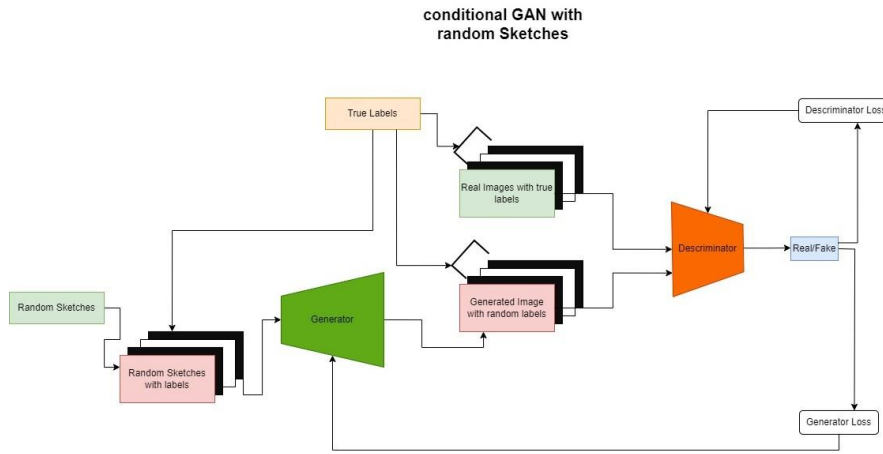 conditional GAN with
random Sketches
True Labels
Descriminator Loss
Real Images with true
labels
Descriminator
Real/Fake
Random Sketches
Generator
Generated Image
with random labels
Random Sketches
with labels
Generator Loss